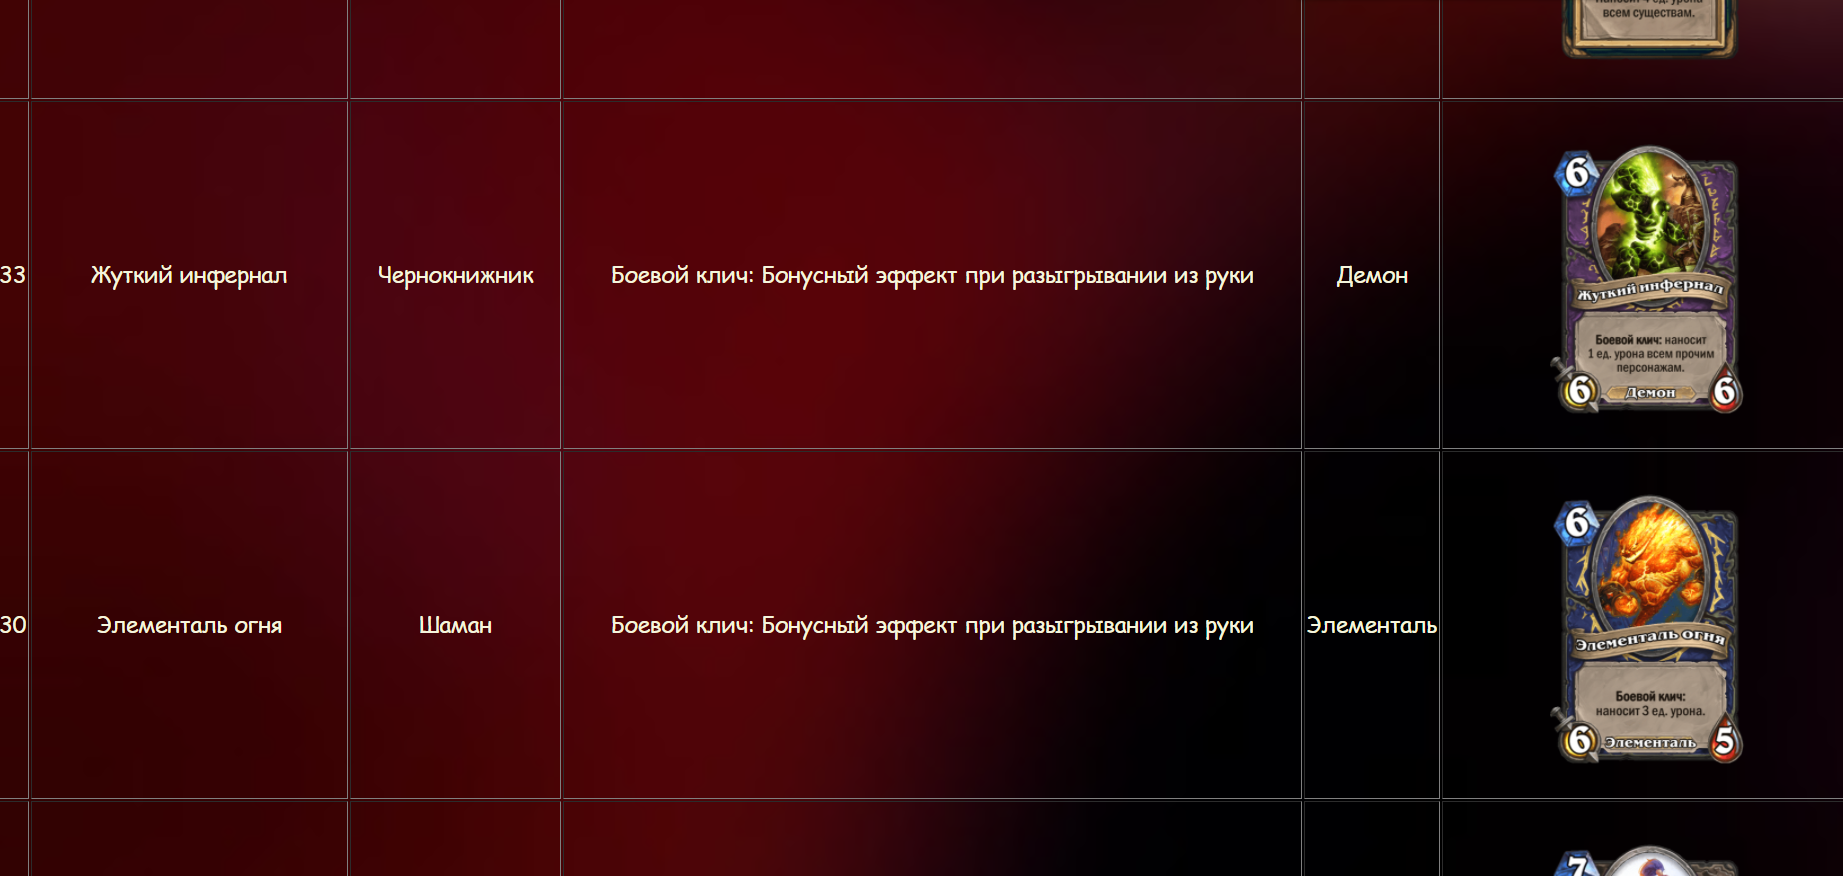 всем существам.
33
Жуткий инфернал
Чернокнижник
Боевой клич: Бонусный эффект при разыгрывании из руки
Демон
6
Жуткий инфернал
Боевой клич: наносит
1 ед. урона всем прочим
персонажам.
6
Демон
6
30
Элементаль огня
Шаман
Боевой клич: Бонусный эффект при разыгрывании из руки
Элементаль
6
Элементаль огня
Боевой клич:
наносит 3 ед. урона.
6
Элементаль
5
7